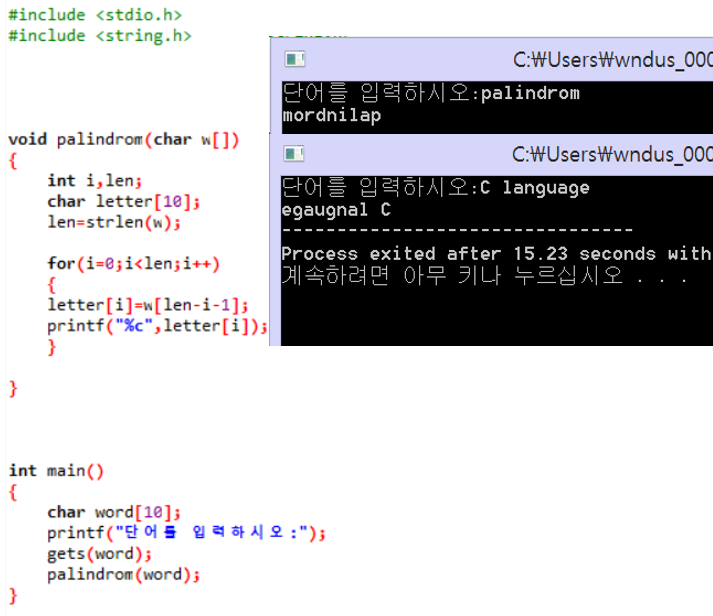 #include <stdio.h>
#include <string.h>
void palindrom(char w[])
{
int i,len;
char letter[10];
len=strlen(w);
for(i=0;i<len;i++)
{
letter[i]=w[len-i-1];
printf("%c",letter[i]);
}
}
int main()
{
char word[10];
printf("단어를 입력하시오:");
gets(word);
palindrom(word);
}
C:₩Users₩wndus_000
단어를 입력하시오:palindrom
mordnilap
C:₩Users₩wndus_000
단어를 입력하시오:C language
egaugnal C
--------------------------------
Process exited after 15.23 seconds with
계속하려면 아무 키나 누르십시오 . . .